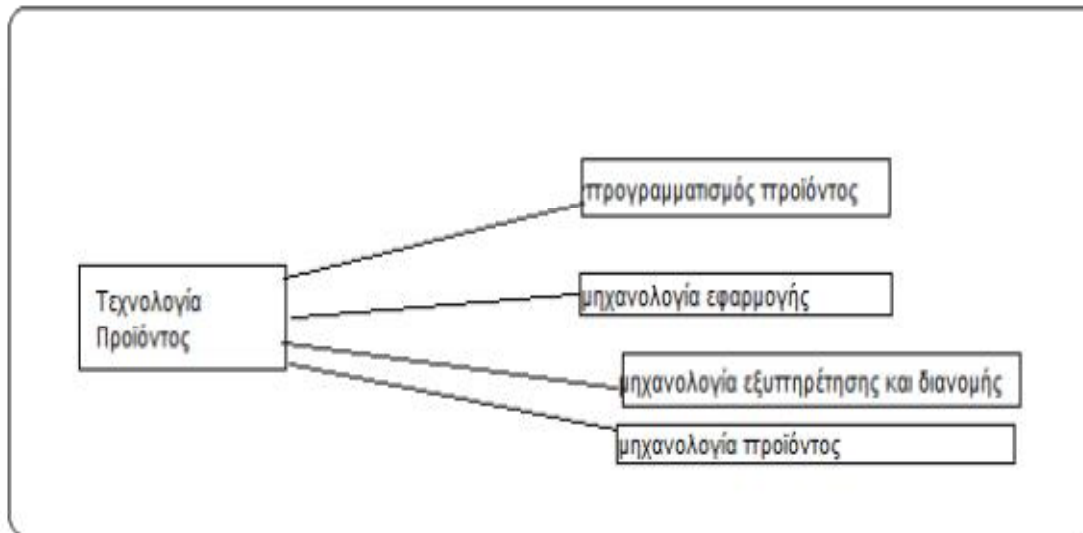 προγραμματισμός προϊόντος
Τεχνολογία
Προϊόντος
μηχανολογία εφαρμογής
μηχανολογία εξυπηρέτησης και διανομής
μηχανολογία προϊόντος